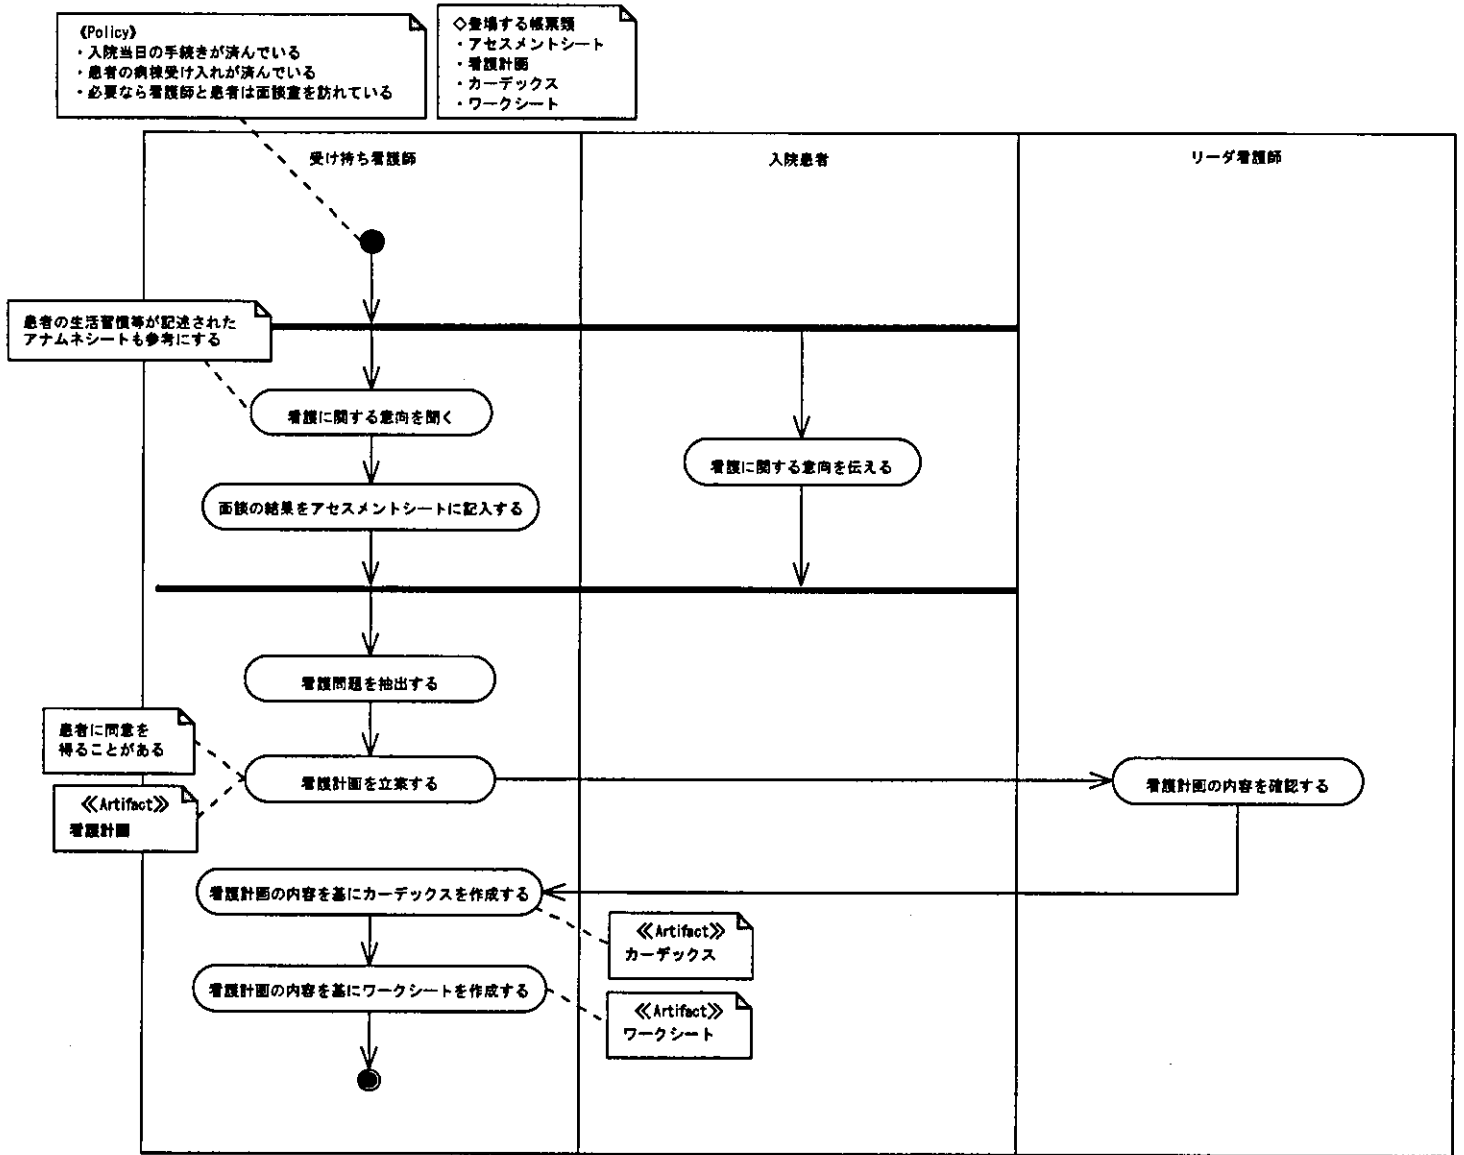 《Policy》
・入院当日の手続きが済んでいる
・患者の病棟受け入れが済んでいる
・必要なら看護師と患者は面談室を訪れている
◇登場する帳票類
・アセスメントシート
・看護計画
・カーデックス
・ワークシート
受け持ち看護師
入院患者
リーダ看護師
患者の生活習慣等が記述された
アナムネシートも参考にする
看護に関する意向を聞く
看護に関する意向を伝える
面談の結果をアセスメントシートに記入する
看護問題を抽出する
患者に同意を
得ることがある
看護計画を立案する
看護計画の内容を確認する
≪Artifact≫
看護計画
看護計画の内容を基にカーデックスを作成する
≪Artifact≫
カーデックス
看護計画の内容を基にワークシートを作成する
≪Artifact≫
ワークシート